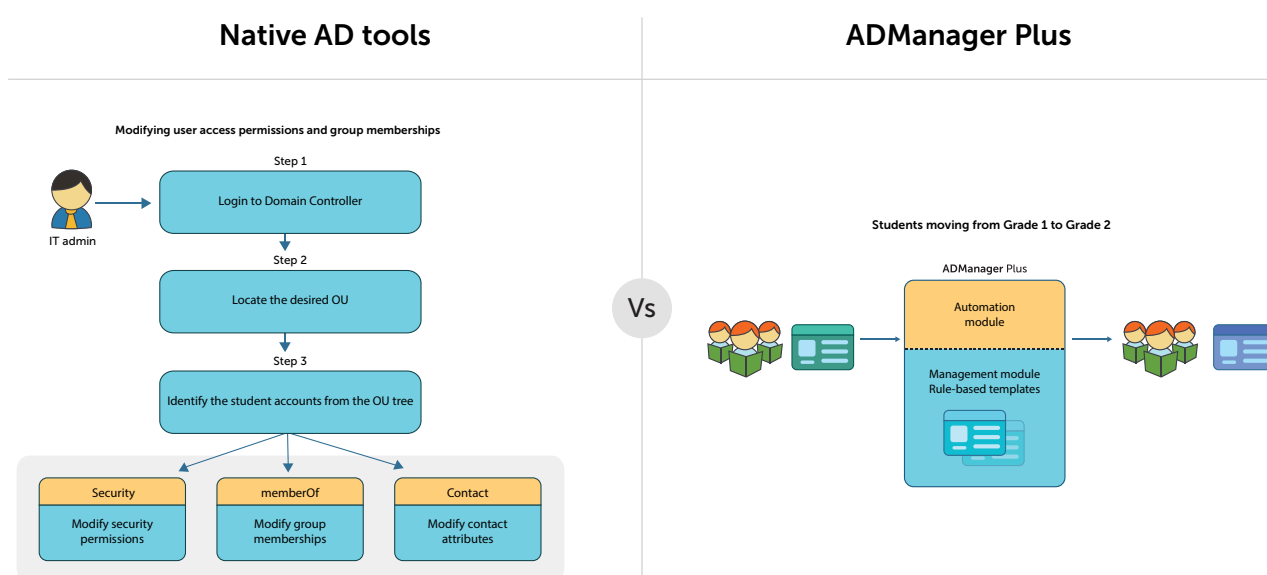 Native AD tools
ADManager Plus
Modifying user access permissions and group memberships
Step 1
Login to Domain Controller
IT admin
Step 2
Locate the desired OU
Step 3
Identify the student accounts from the OU tree
Security
Modify security
permissions
memberOf
Modify group
memberships
Contact
Modify contact
attributes
Vs
Students moving from Grade 1 to Grade 2
ADManager Plus
Automation
module
Management module
Rule-based templates